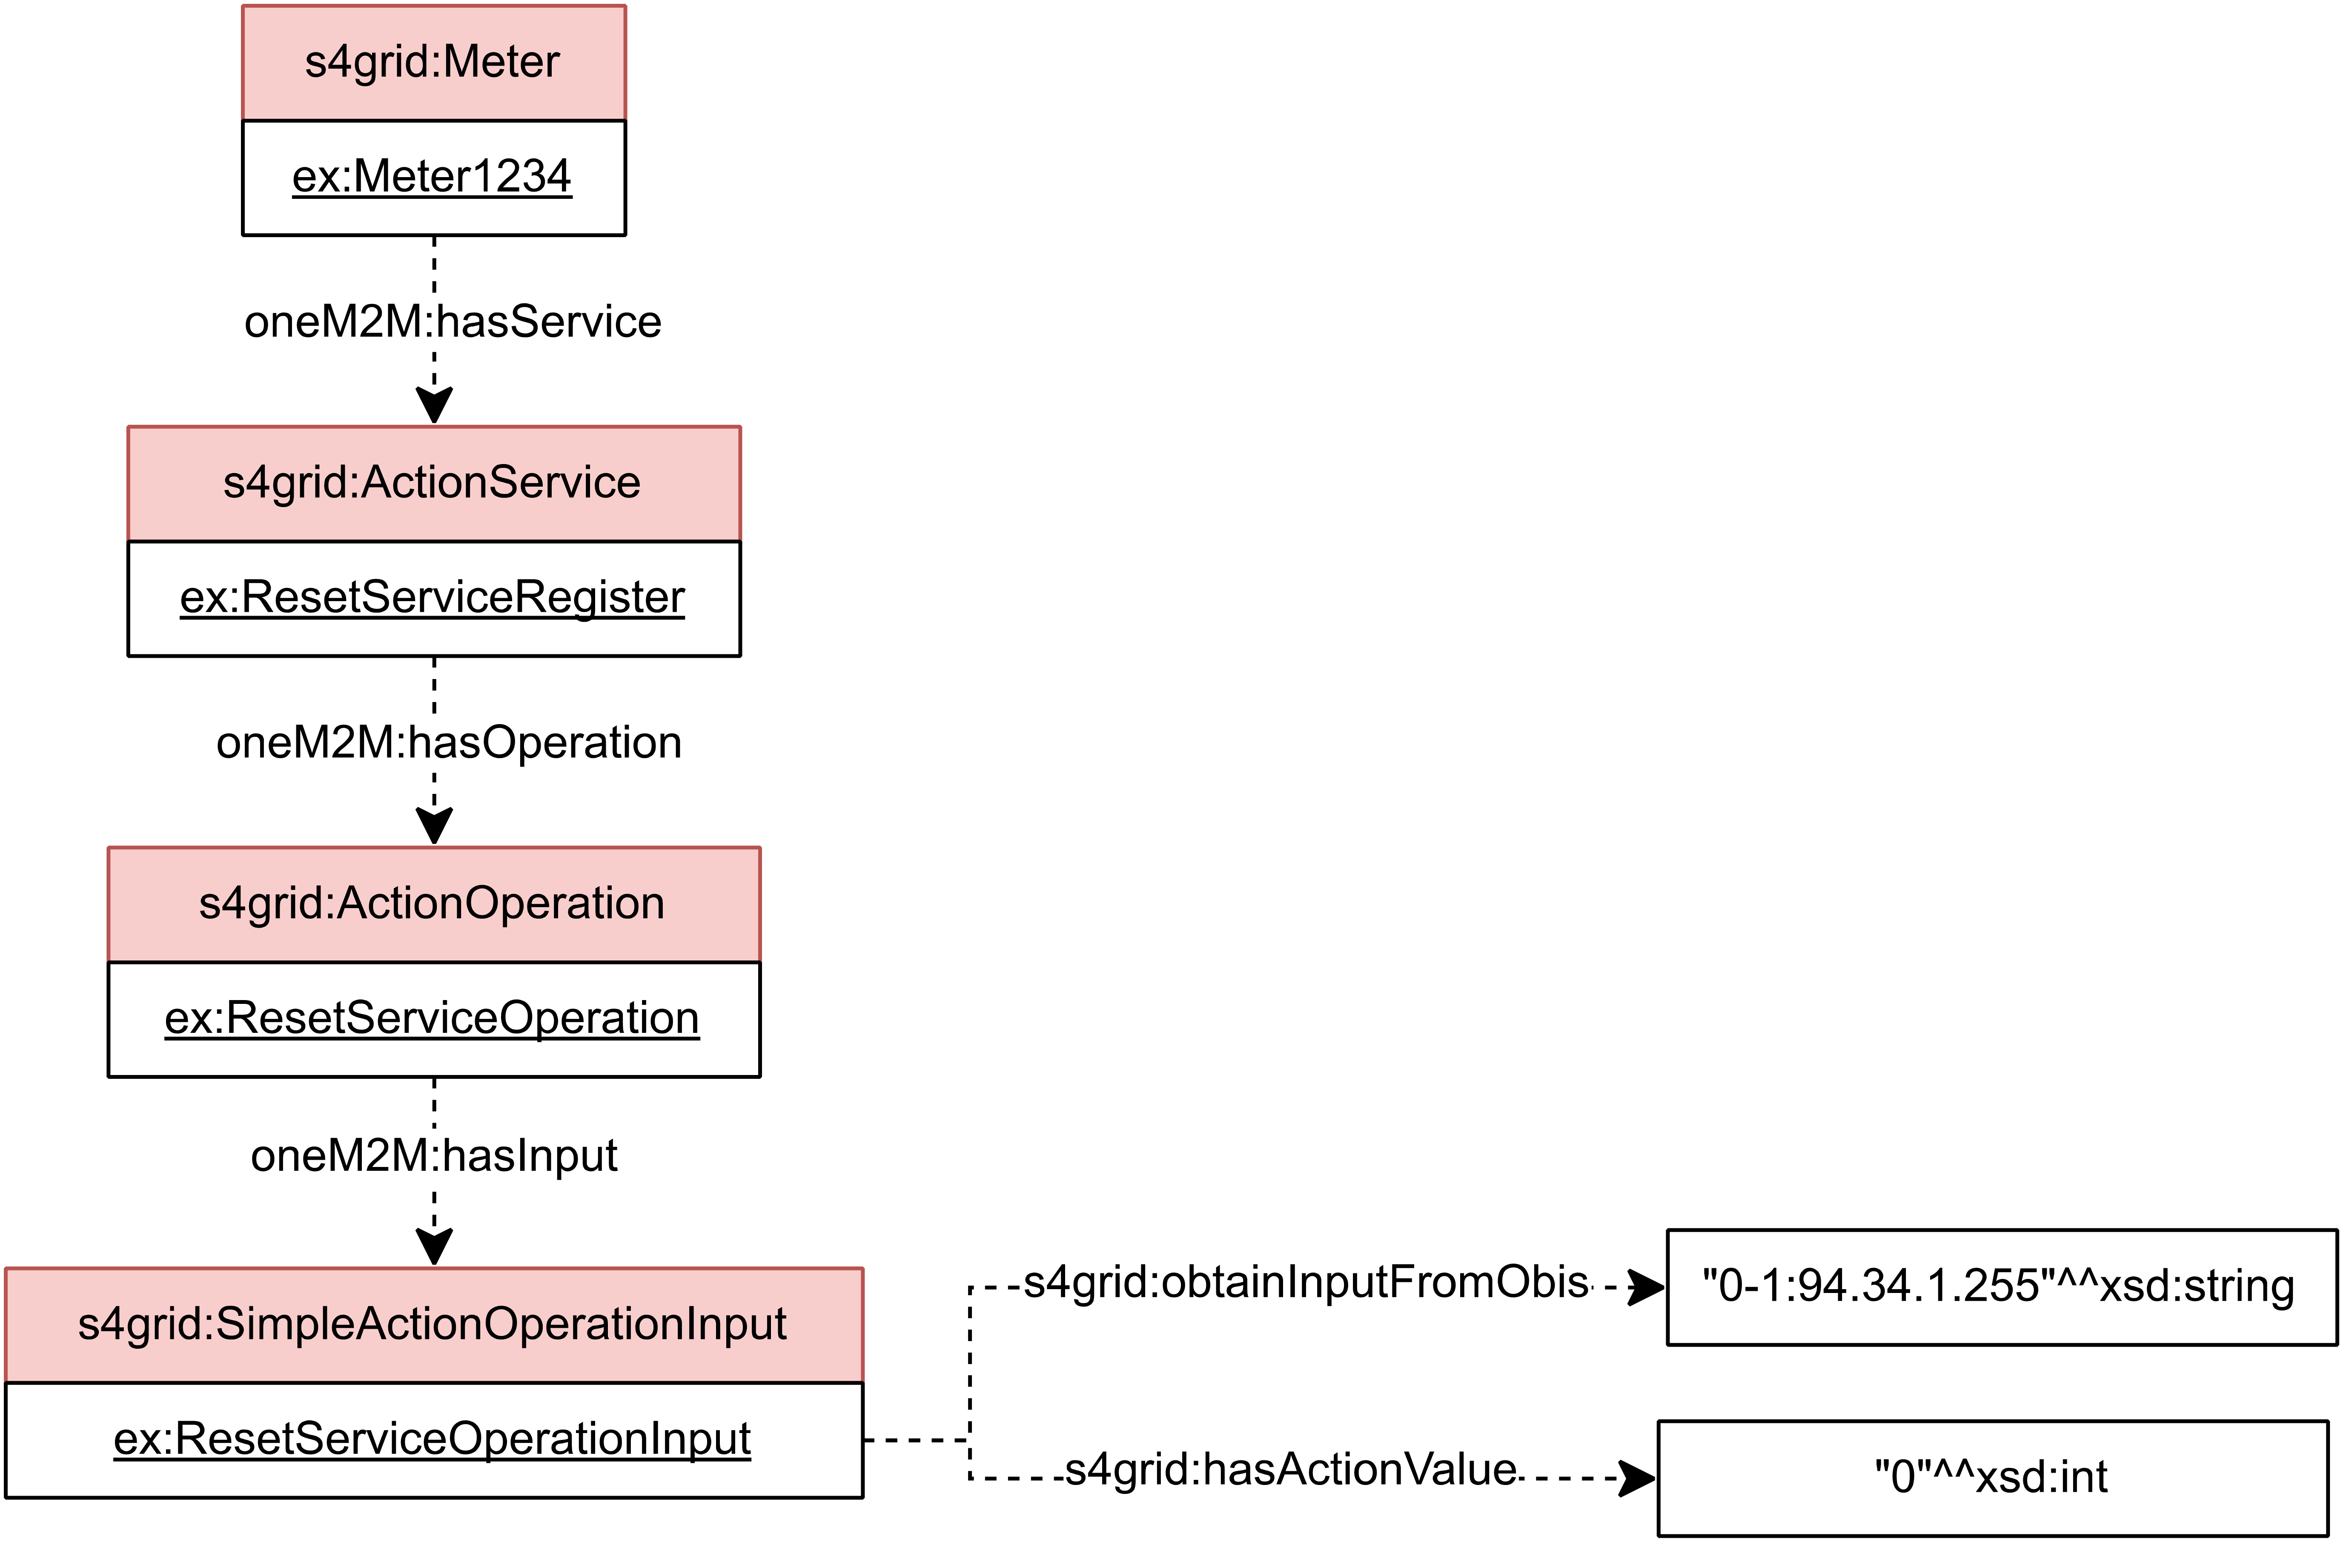 s4grid:Meter
ex:Meter1234
oneM2M:hasService
s4grid:ActionService
ex:ResetServiceRegister
oneM2M:hasOperation
s4grid:ActionOperation
ex:ResetServiceOperation
oneM2M:hasInput
s4grid:SimpleActionOperationInput
ex:ResetServiceOperationInput
s4grid:obtainInputFromObis
"0-1:94.34.1.255"^^xsd:string
s4grid:hasActionValue
"0"^^xsd:int